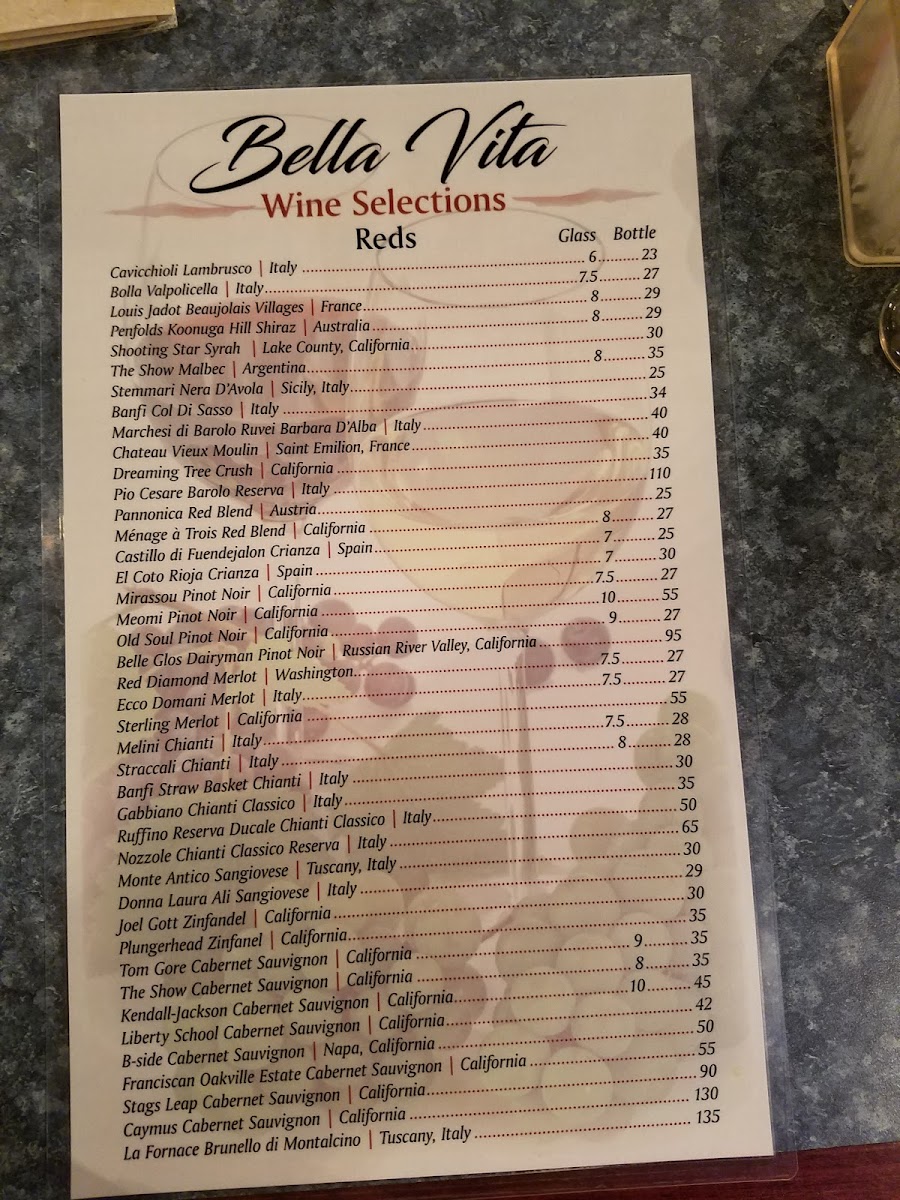 Bella Vita
Wine Selections
Reds Glass Bottle
Cavicchioli Lambrusco | Italy ..... 6 ..... 23
Bolla Valpolicella | Italy ..... 7.5 ..... 27
Louis Jadot Beaujolais Villages | France ..... 8 ..... 29
Penfolds Koonuga Hill Shiraz | Australia ..... 8 ..... 29
Shooting Star Syrah | Lake County, California ..... 30
The Show Malbec | Argentina ..... 8 ..... 35
Stemmari Nera D'Avola | Sicily, Italy ..... 25
Banfi Col Di Sasso | Italy ..... 34
Marchesi di Barolo Ruvei Barbara D'Alba | Italy ..... 40
Chateau Vieux Moulin | Saint Emilion, France ..... 40
Dreaming Tree Crush | California ..... 35
Pio Cesare Barolo Reserva | Italy ..... 110
Pannonica Red Blend | Austria ..... 25
Ménage à Trois Red Blend | California ..... 8 ..... 27
Castillo di Fuendejalon Crianza | Spain ..... 7 ..... 25
El Coto Rioja Crianza | Spain ..... 7 ..... 30
Mirassou Pinot Noir | California ..... 7.5 ..... 27
Meomi Pinot Noir | California ..... 10 ..... 55
Old Soul Pinot Noir | California ..... 9 ..... 27
Belle Glos Dairyman Pinot Noir | Russian River Valley, California ..... 95
Red Diamond Merlot | Washington ..... 7.5 ..... 27
Ecco Domani Merlot | Italy ..... 7.5 ..... 27
Sterling Merlot | California ..... 55
Melini Chianti | Italy ..... 7.5 ..... 28
Straccali Chianti | Italy ..... 8 ..... 28
Banfi Straw Basket Chianti | Italy ..... 30
Gabbiano Chianti Classico | Italy ..... 35
Ruffino Reserva Ducale Chianti Classico | Italy ..... 50
Nozzole Chianti Classico Reserva | Italy ..... 65
Monte Antico Sangiovese | Tuscany, Italy ..... 30
Donna Laura Ali Sangiovese | Italy ..... 29
Joel Gott Zinfandel | California ..... 30
Plungerhead Zinfanel | California ..... 35
Tom Gore Cabernet Sauvignon | California ..... 9 ..... 35
The Show Cabernet Sauvignon | California ..... 8 ..... 35
Kendall-Jackson Cabernet Sauvignon | California ..... 10 ..... 45
Liberty School Cabernet Sauvignon | California ..... 42
B-side Cabernet Sauvignon | Napa, California ..... 50
Franciscan Oakville Estate Cabernet Sauvignon | California ..... 55
Stags Leap Cabernet Sauvignon | California ..... 90
Caymus Cabernet Sauvignon | California ..... 130
La Fornace Brunello di Montalcino | Tuscany, Italy ..... 135